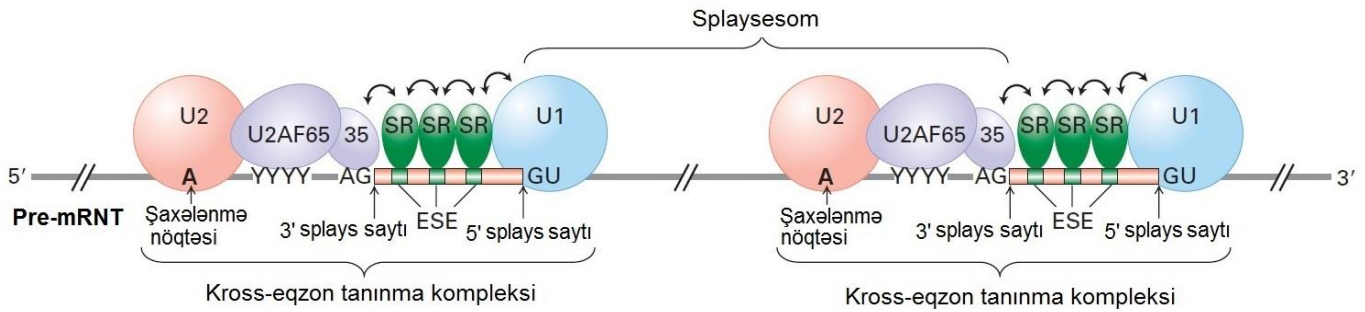 Splaysesom
U2 U2AF65 35 SR SR SR U1 U2 U2AF65 35 SR SR SR U1
5′ A YYYY AG GU A YYYY AG GU 3′
Pre-mRNT
Şaxələnmə
nöqtəsi
3' splays saytı
ESE
5' splays saytı
Şaxələnmə
nöqtəsi
3' splays saytı
ESE
5' splays saytı
Kross-eqzon tanınma kompleksi
Kross-eqzon tanınma kompleksi